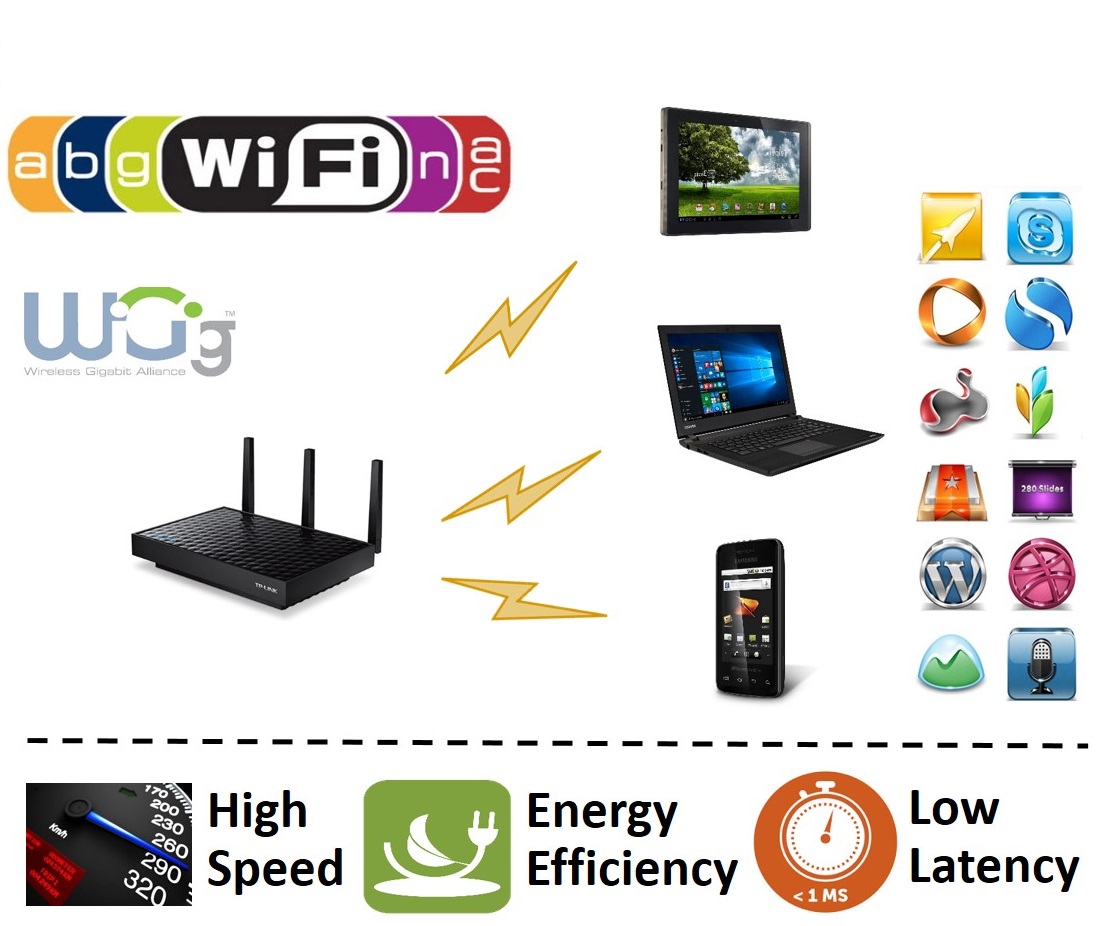 a b g WiFi n ac
WiGig™
Wireless Gigabit Alliance
TP-LINK
280 Slides
170
200
230
260
290
320
Km/h
High
Speed
Energy
Efficiency
< 1 MS
Low
Latency